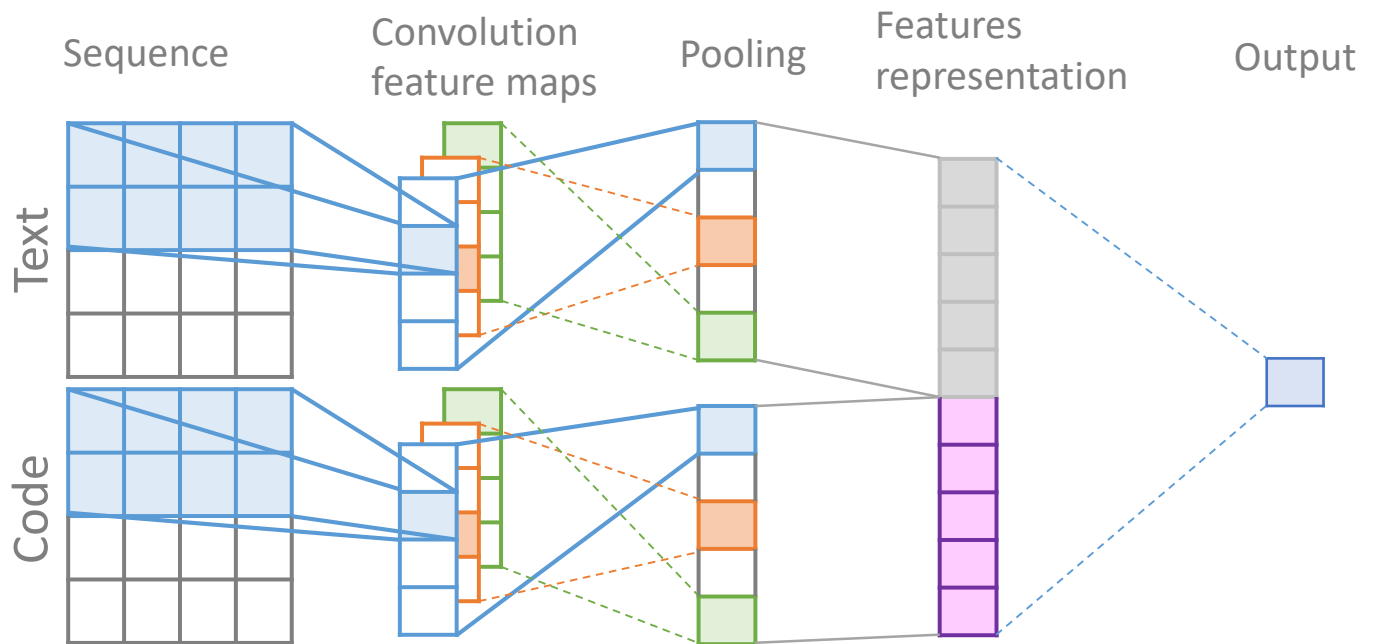 Sequence
Convolution
feature maps
Pooling
Features
representation
Output
Text
Code